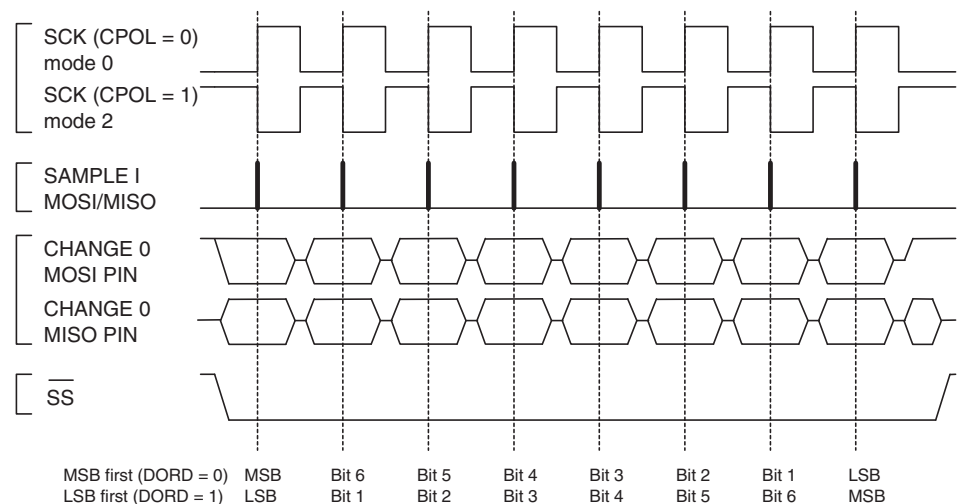 SCK (CPOL = 0)
mode 0
SCK (CPOL = 1)
mode 2
SAMPLE I
MOSI/MISO
CHANGE 0
MOSI PIN
CHANGE 0
MISO PIN
SS
MSB first (DORD = 0) MSB Bit 6 Bit 5 Bit 4 Bit 3 Bit 2 Bit 1 LSB
LSB first (DORD = 1) LSB Bit 1 Bit 2 Bit 3 Bit 4 Bit 5 Bit 6 MSB